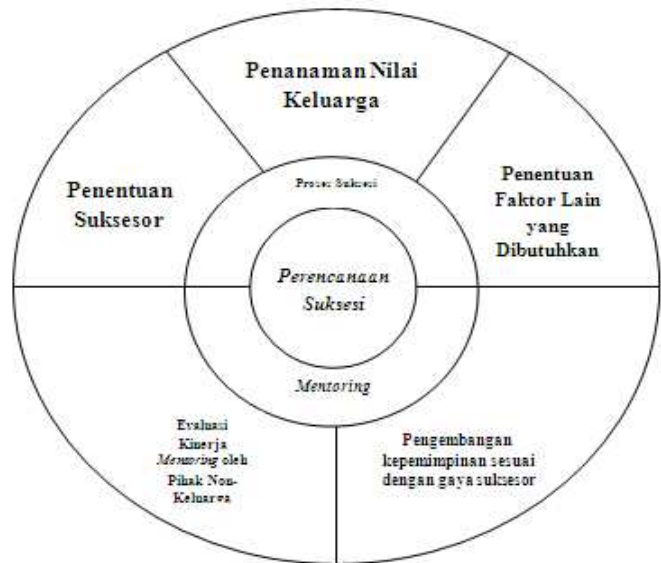 Penanaman Nilai
Keluarga
Penentuan
Suksesor
Proses Suksesi
Penentuan
Faktor Lain
yang
Dibutuhkan
Perencanaan
Suksesi
Mentoring
Evaluasi
Kinerja
Mentoring oleh
Pihak Non-
Keluarga
Pengembangan
kepemimpinan sesuai
dengan gaya suksesor